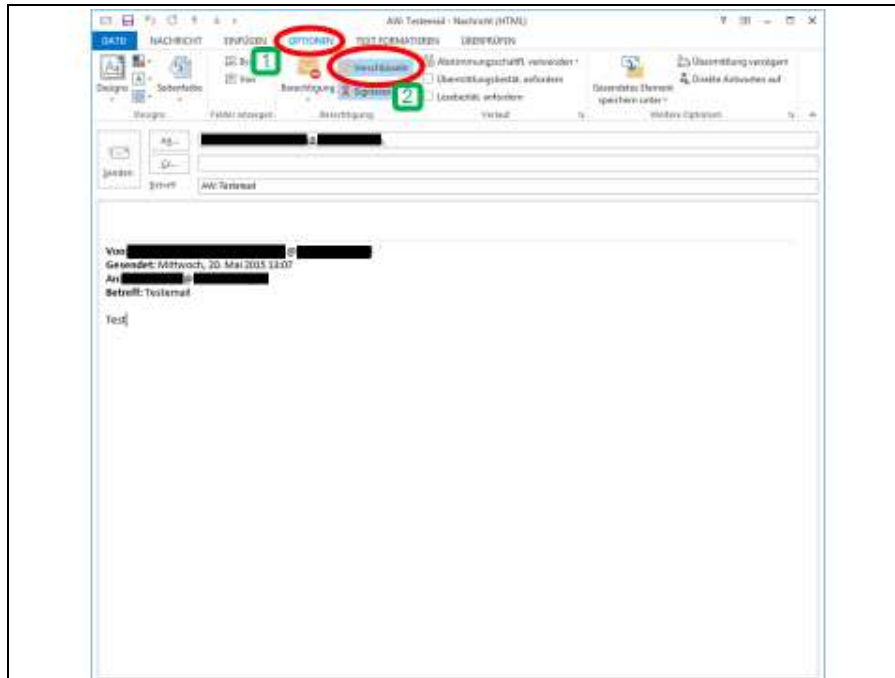 AW: Testemail - Nachricht (HTML)
DATEI NACHRICHT EINFÜGEN OPTIONEN TEXT FORMATIEREN ÜBERPRÜFEN
1
Verschlüsseln
Abstimmungsschaltfl. verwenden
Übermittlung verzögern
Designs
Seitenfarbe
Von
Berechtigung
Signieren
2
Übermittlungsbestät. anfordern
Lesebestät. anfordern
Gesendetes Element
speichern unter
Direkte Antworten auf
Designs Felder anzeigen Berechtigung Verlauf Weitere Optionen
Senden
An...
@
Betreff
AW: Testemail
Von: @
Gesendet: Mittwoch, 20. Mai 2015 13:07
An: @
Betreff: Testemail
Test